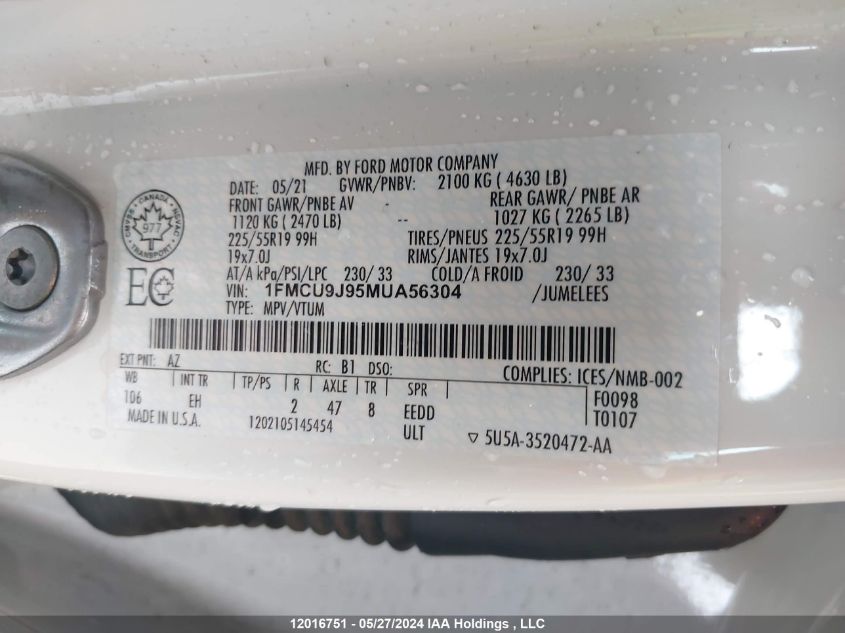 MFD. BY FORD MOTOR COMPANY
DATE: 05/21 GVWR/PNBV: 2100 KG ( 4630 LB)
FRONT GAWR/PNBE AV - REAR GAWR/ PNBE AR
1120 KG ( 2470 LB) -- 1027 KG ( 2265 LB)
225/55R19 99H TIRES/PNEUS 225/55R19 99H
19x7.0J RIMS/JANTES 19x7.0J
AT/A kPa/PSI/LPC 230/ 33 COLD/A FROID 230/ 33
VIN: 1FMCU9J95MUA56304 /JUMELEES
TYPE: MPV/VTUM
CANADA
977
TRANSPORT
CMVSS
NSVAC
EC
EXT PNT: AZ RC: B1 DSO: COMPLIES: ICES/NMB-002
WB INT TR TP/PS R AXLE TR SPR F0098
106 EH 2 47 8 EEDD T0107
MADE IN U.S.A. 1202105145454 ULT 5U5A-3520472-AA
12016751 - 05/27/2024 IAA Holdings , LLC